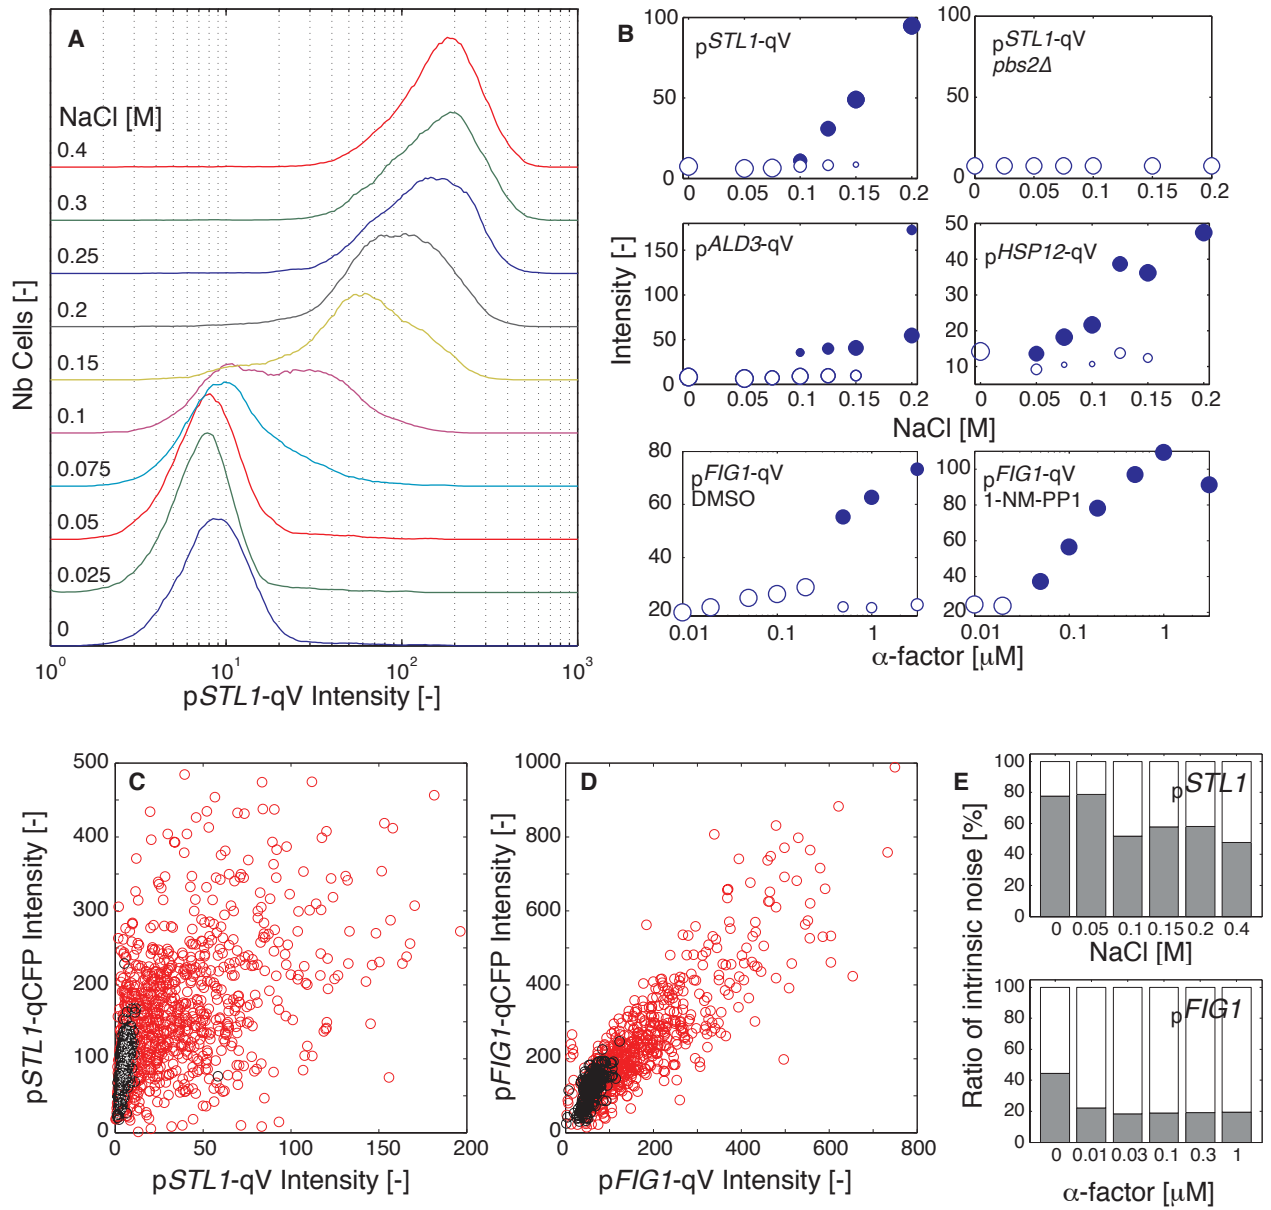 A
NaCl [M]
0.4
0.3
0.25
0.2
0.15
0.1
0.075
0.05
0.025
0
Nb Cells [-]
10⁰ 10¹ 10² 10³
pSTL1-qV Intensity [-]
B
pSTL1-qV
100
50
0
0 0.05 0.1 0.15 0.2
pSTL1-qV
pbs2Δ
100
50
0
0 0.05 0.1 0.15 0.2
pALD3-qV
150
100
50
0
0 0.05 0.1 0.15 0.2
pHSP12-qV
50
40
30
20
10
0 0.05 0.1 0.15 0.2
Intensity [-]
NaCl [M]
pFIG1-qV
DMSO
80
60
40
20
0.01 0.1 1
pFIG1-qV
1-NM-PP1
100
80
60
40
20
0.01 0.1 1
α-factor [µM]
C
500
400
300
200
100
0
0 50 100 150 200
pSTL1-qCFP Intensity [-]
pSTL1-qV Intensity [-]
D
1000
800
600
400
200
0
0 200 400 600 800
pFIG1-qCFP Intensity [-]
pFIG1-qV Intensity [-]
E
pSTL1
100
80
60
40
20
0
0 0.05 0.1 0.15 0.2 0.4
NaCl [M]
Ratio of intrinsic noise [%]
pFIG1
100
80
60
40
20
0
0 0.01 0.03 0.1 0.3 1
α-factor [µM]